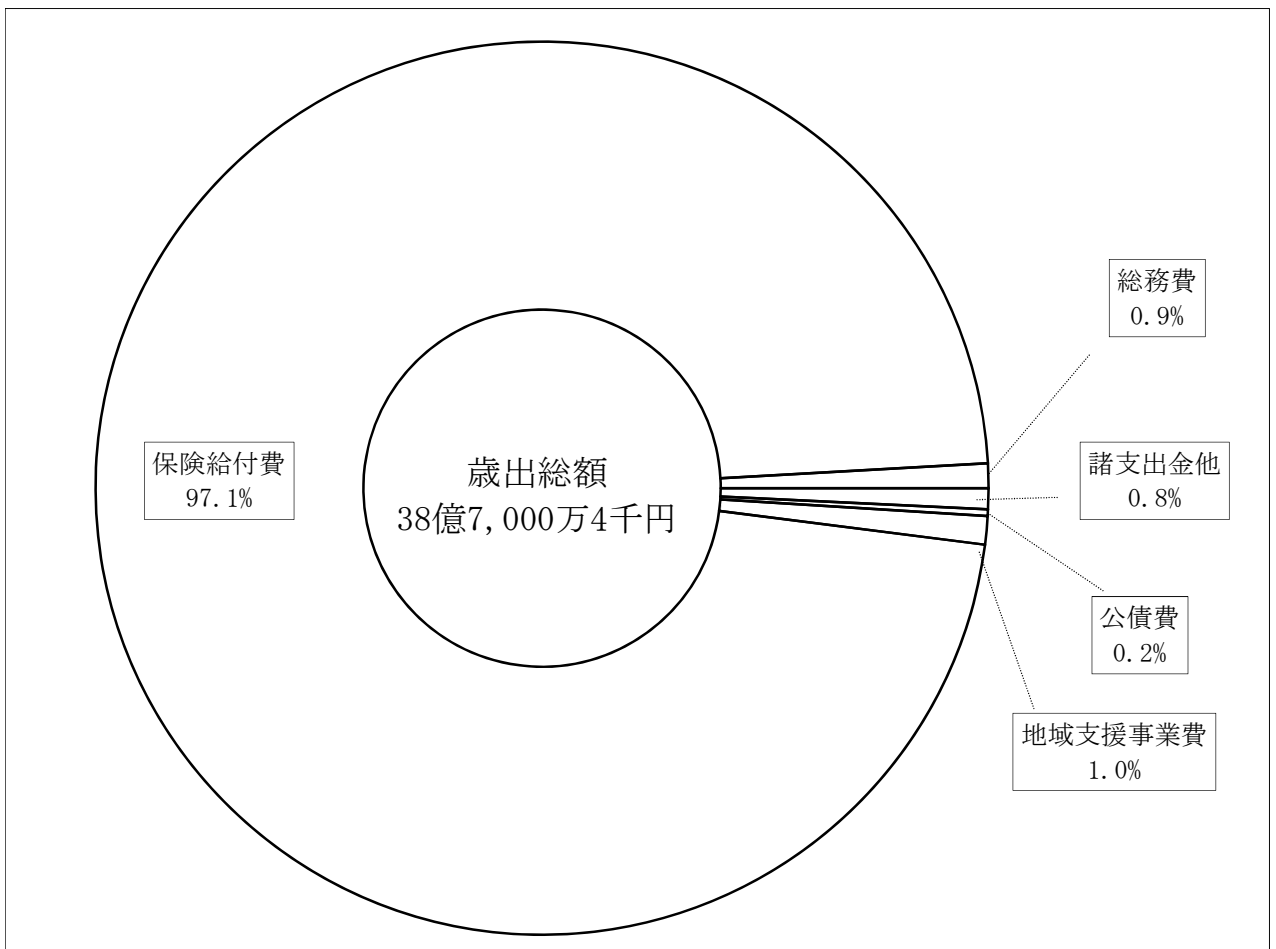 総務費
0.9%
保険給付費
97.1%
歳出総額
38億7,000万4千円
諸支出金他
0.8%
公債費
0.2%
地域支援事業費
1.0%